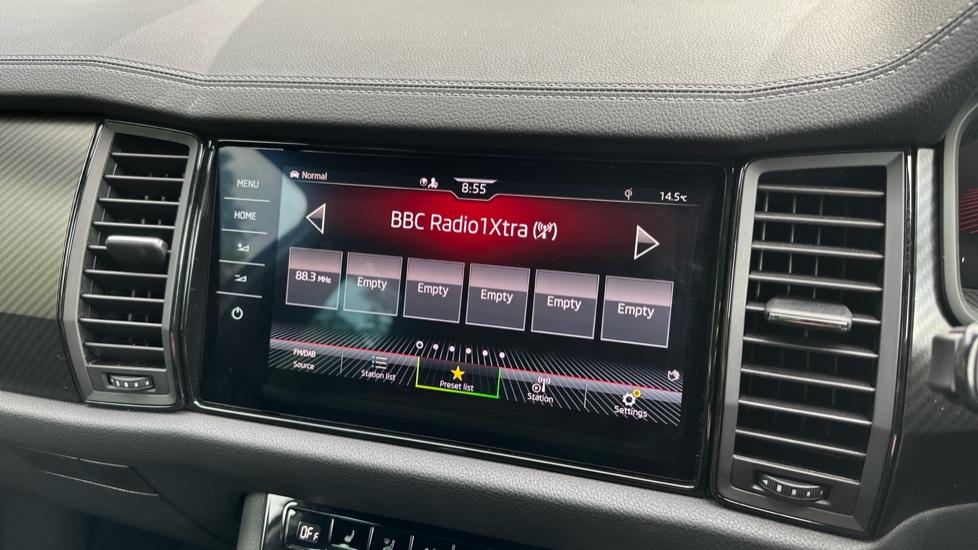 MENU
HOME
Normal
8:55
qi
14.5°C
BBC Radio1Xtra
88.3 MHz
Empty
Empty
Empty
Empty
Empty
FM/DAB
Source
Station list
Preset list
Station
Settings
OFF